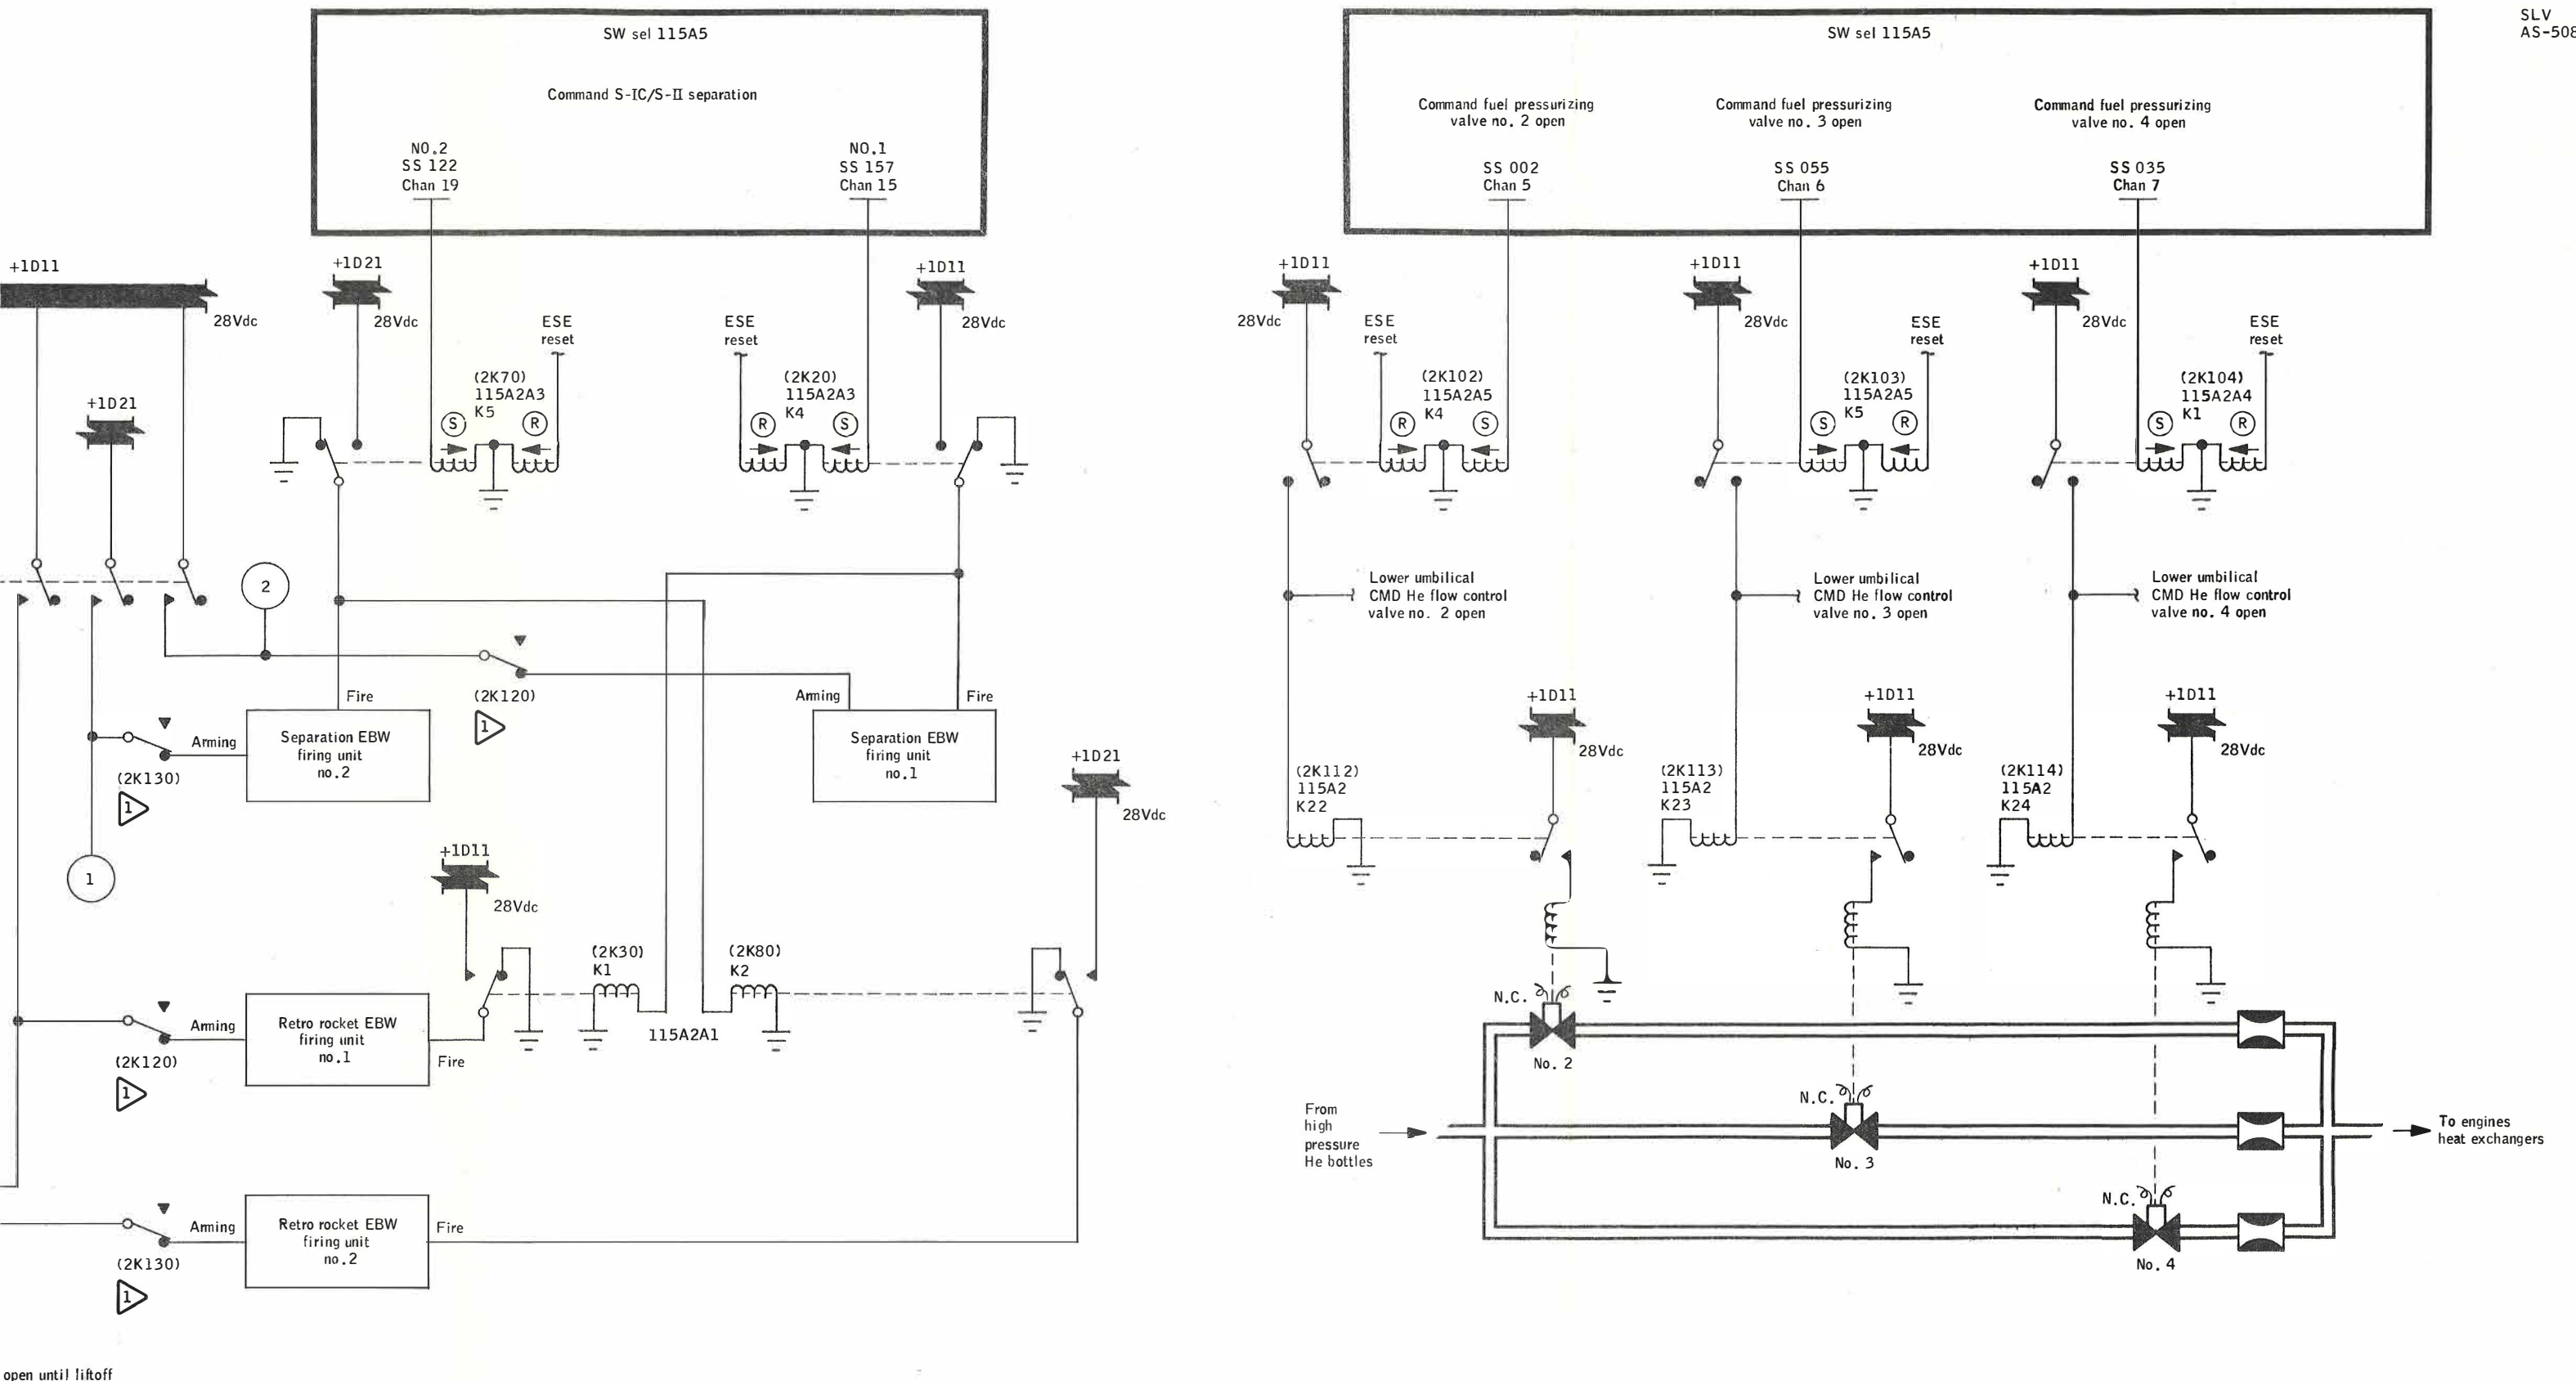 SLV
AS-508
SW sel 115A5
Command S-IC/S-II separation
NO.2
SS 122
Chan 19
NO.1
SS 157
Chan 15
+1D11
28Vdc
+1D21
28Vdc
ESE
reset
(2K70)
115A2A3
K5
S
R
ESE
reset
(2K20)
115A2A3
K4
R
S
+1D11
28Vdc
+1D21
2
(2K120)
1
Fire
Arming
Separation EBW
firing unit
no.2
(2K130)
1
1
Arming
Fire
Separation EBW
firing unit
no.1
+1D21
28Vdc
+1D11
28Vdc
(2K30)
K1
(2K80)
K2
115A2A1
Arming
Retro rocket EBW
firing unit
no.1
Fire
(2K120)
1
Arming
Retro rocket EBW
firing unit
no.2
Fire
(2K130)
1
open until liftoff
SW sel 115A5
Command fuel pressurizing
valve no. 2 open
Command fuel pressurizing
valve no. 3 open
Command fuel pressurizing
valve no. 4 open
SS 002
Chan 5
SS 055
Chan 6
SS 035
Chan 7
+1D11
28Vdc
ESE
reset
(2K102)
115A2A5
K4
R
S
+1D11
28Vdc
(2K103)
115A2A5
K5
S
R
ESE
reset
+1D11
28Vdc
(2K104)
115A2A4
K1
S
R
ESE
reset
Lower umbilical
CMD He flow control
valve no. 2 open
Lower umbilical
CMD He flow control
valve no. 3 open
Lower umbilical
CMD He flow control
valve no. 4 open
+1D11
28Vdc
(2K112)
115A2
K22
+1D11
28Vdc
(2K113)
115A2
K23
+1D11
28Vdc
(2K114)
115A2
K24
N.C.
No. 2
N.C.
No. 3
N.C.
No. 4
From
high
pressure
He bottles
To engines
heat exchangers